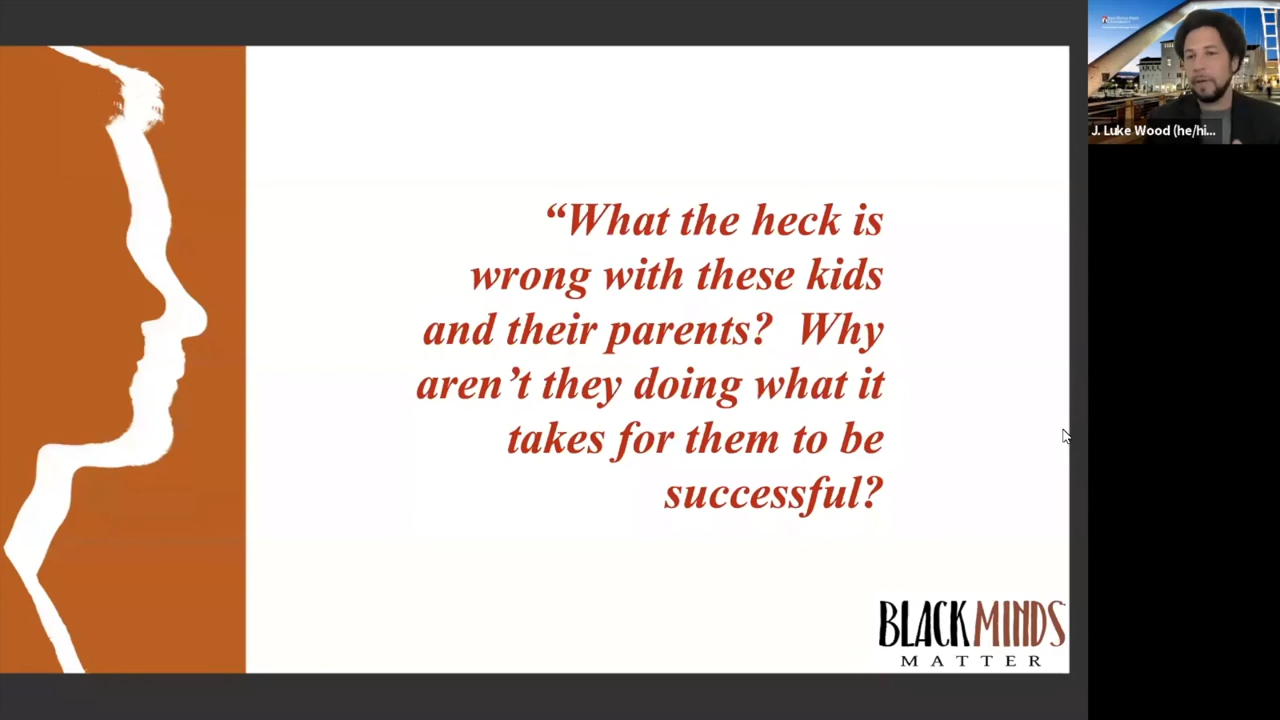 “What the heck is
wrong with these kids
and their parents?  Why
aren’t they doing what it
takes for them to be
successful?
BLACK MINDS
MATTER
J. Luke Wood (he/hi...